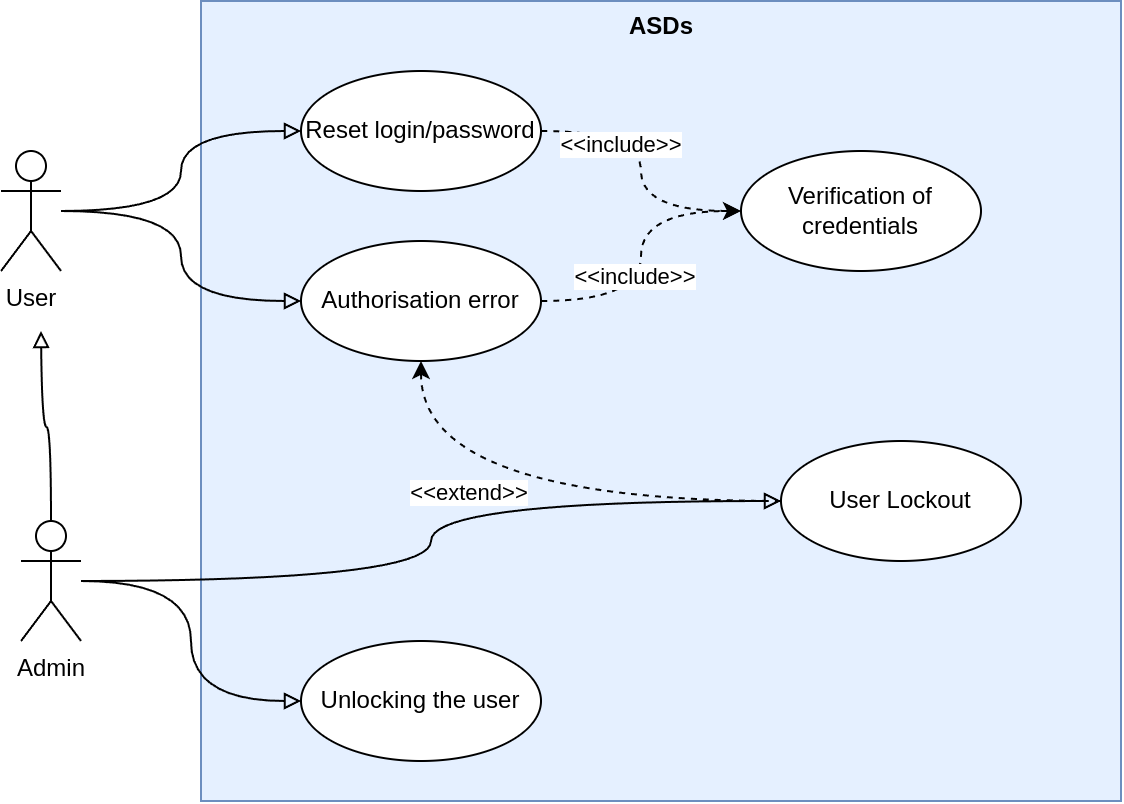 ASDs
Reset login/password
<<include>>
Verification of
credentials
User
Authorisation error
<<include>>
<<extend>>
User Lockout
Admin
Unlocking the user